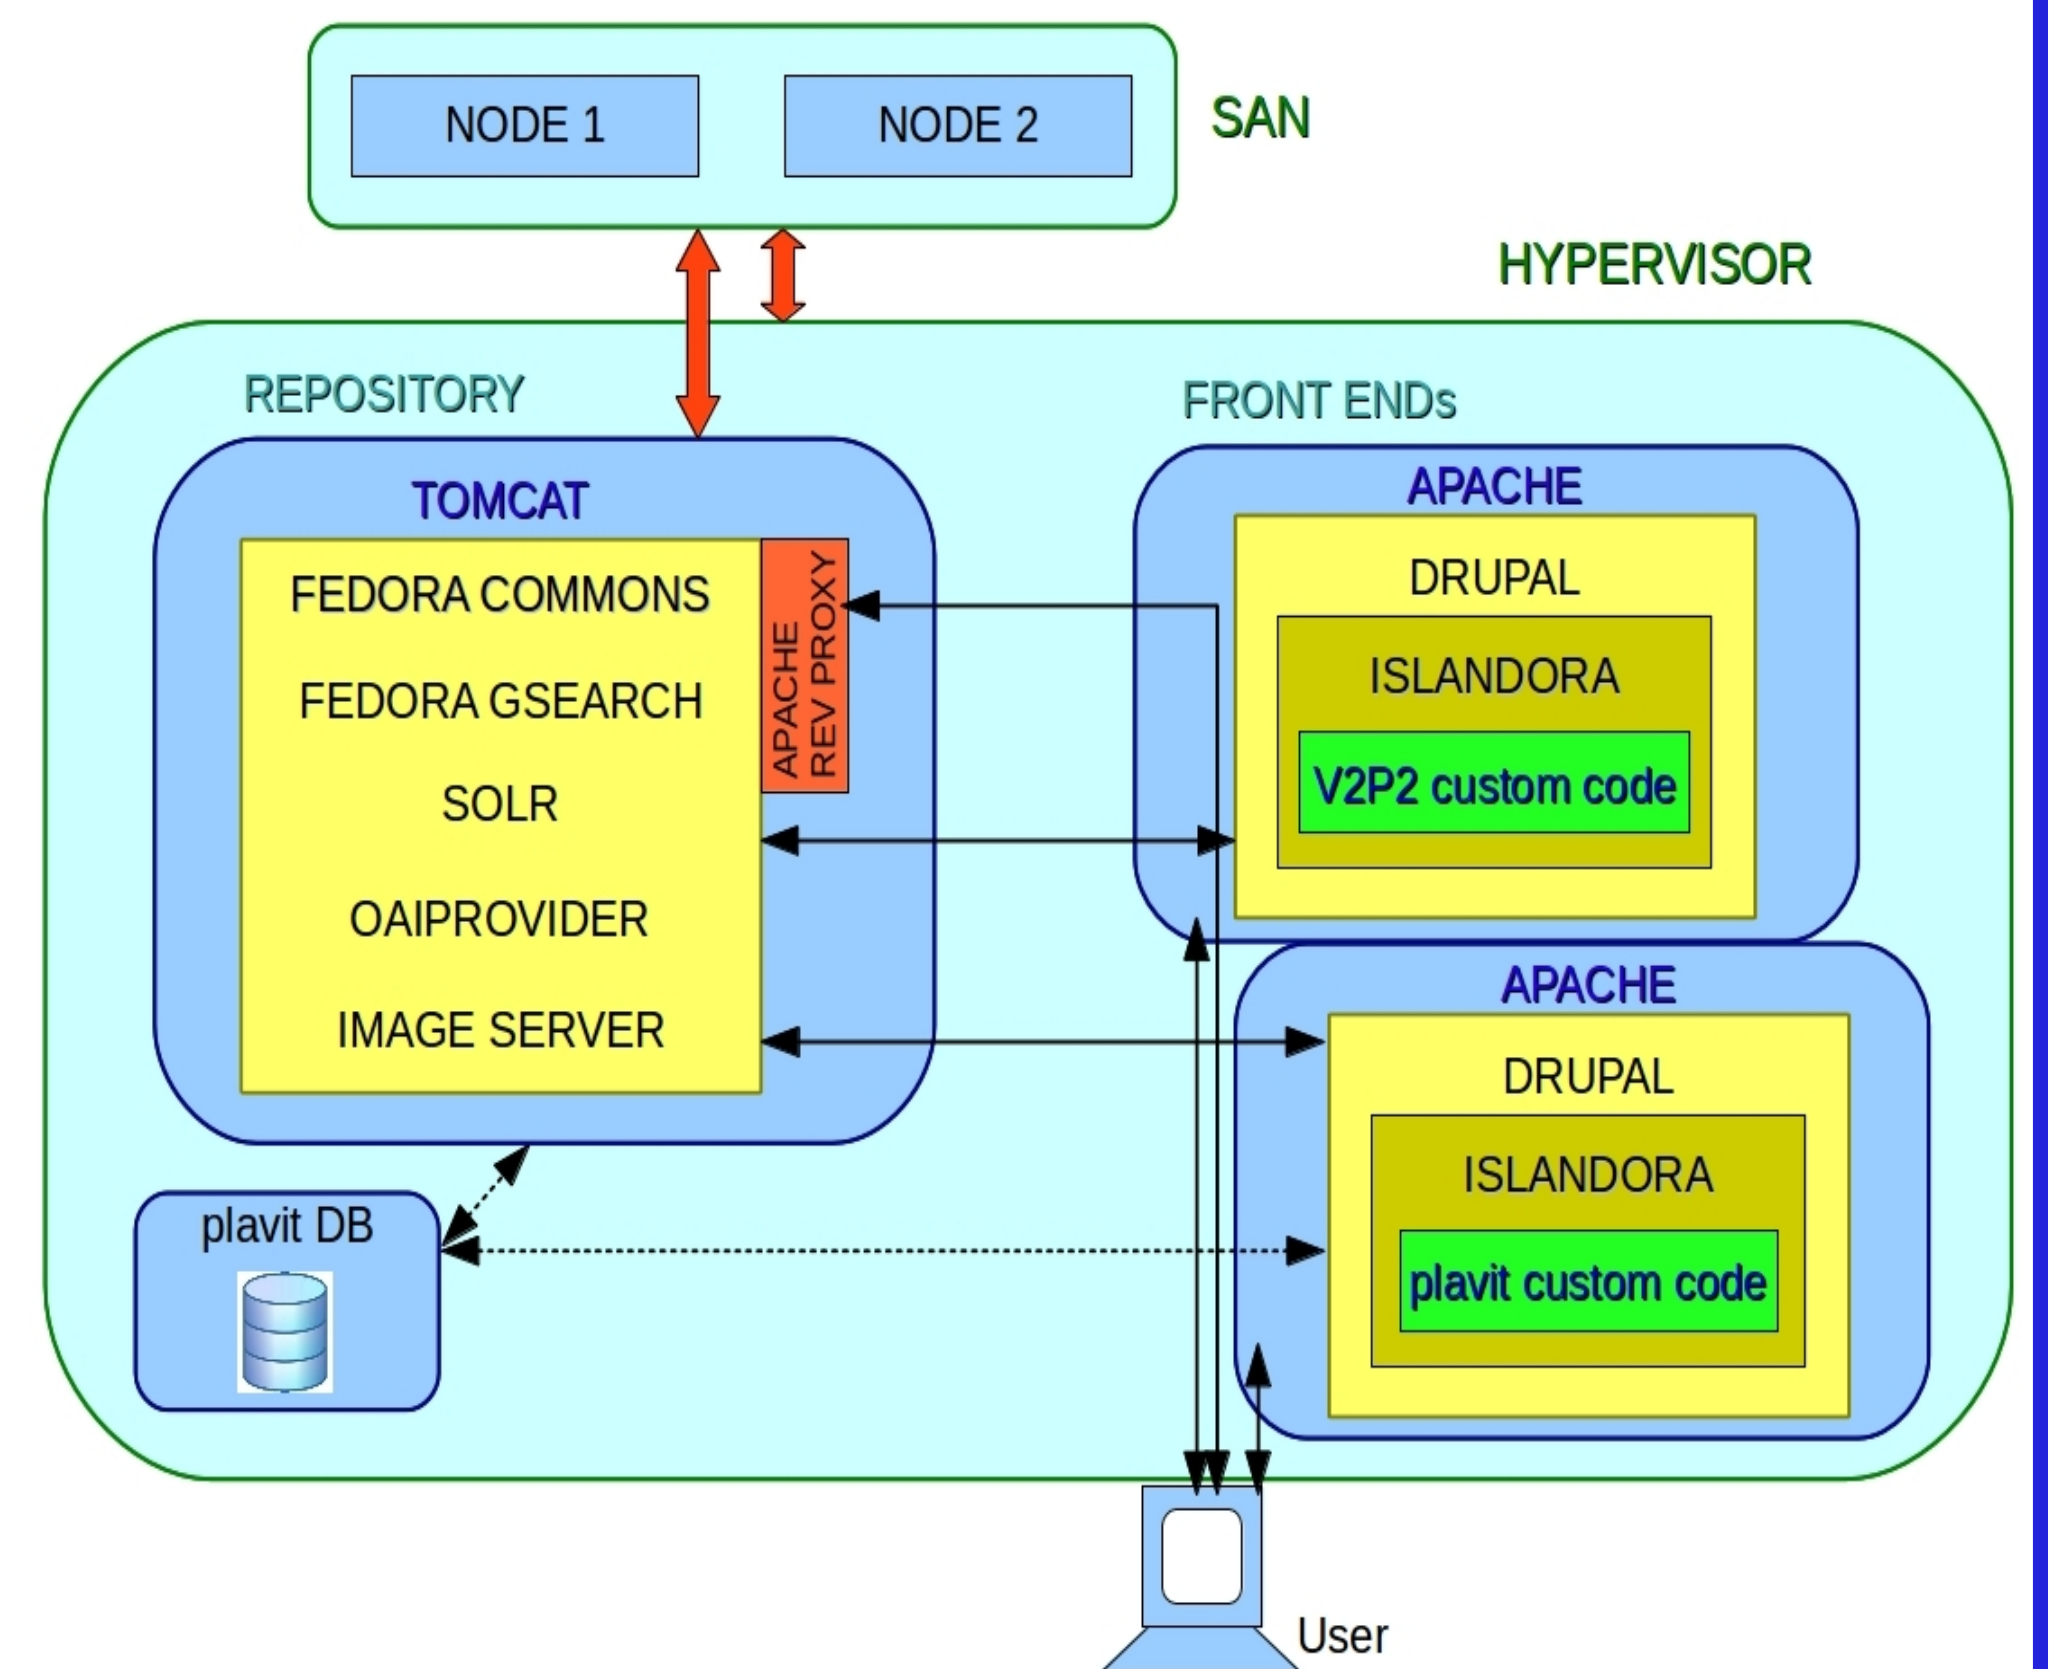 NODE 1
NODE 2
SAN
HYPERVISOR
REPOSITORY
FRONT ENDs
TOMCAT
FEDORA COMMONS
FEDORA GSEARCH
SOLR
OAIPROVIDER
IMAGE SERVER
APACHE
REV PROXY
APACHE
DRUPAL
ISLANDORA
V2P2 custom code
APACHE
DRUPAL
ISLANDORA
plavit custom code
plavit DB
User